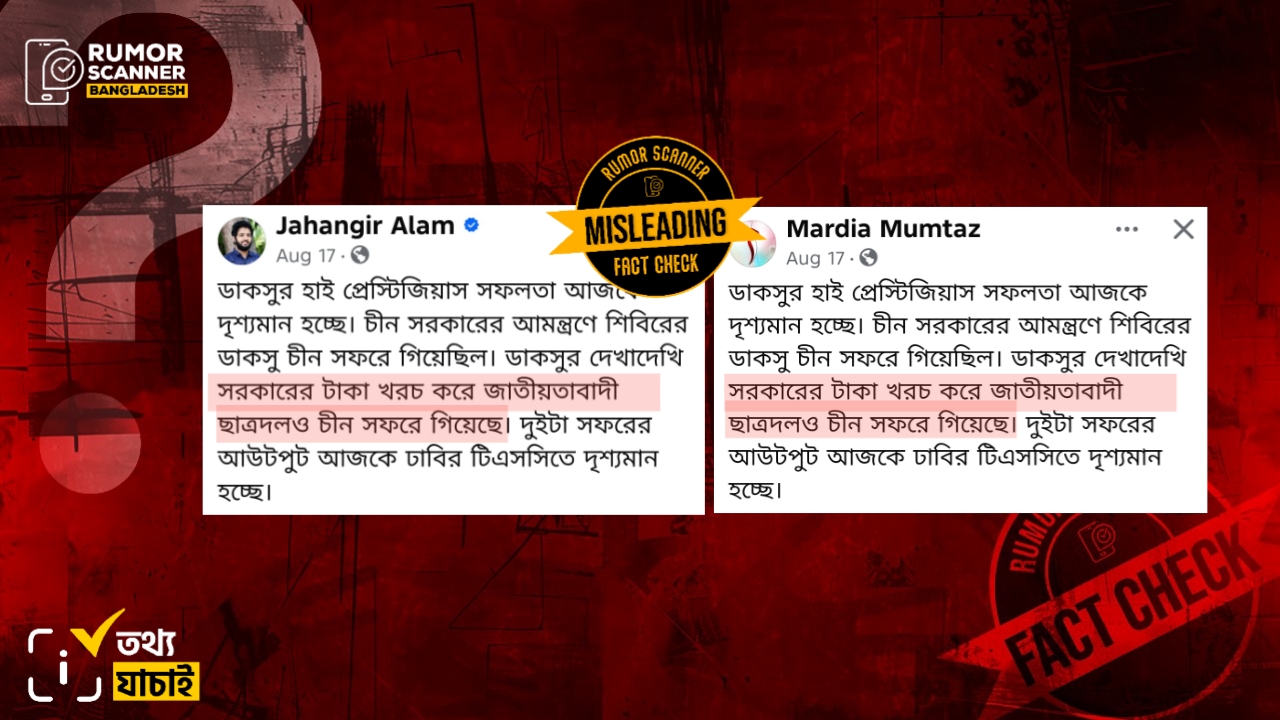 RUMOR
SCANNER
BANGLADESH
RUMOR SCANNER
MISLEADING
FACT CHECK
Jahangir Alam
Aug 17 ·
ডাকসুর হাই প্রেস্টিজিয়াস সফলতা আজকে
দৃশ্যমান হচ্ছে। চীন সরকারের আমন্ত্রণে শিবিরের
ডাকসু চীন সফরে গিয়েছিল। ডাকসুর দেখাদেখি
সরকারের টাকা খরচ করে জাতীয়তাবাদী
ছাত্রদলও চীন সফরে গিয়েছে। দুইটা সফরের
আউটপুট আজকে ঢাবির টিএসসিতে দৃশ্যমান
হচ্ছে।
Mardia Mumtaz
Aug 17 ·
ডাকসুর হাই প্রেস্টিজিয়াস সফলতা আজকে
দৃশ্যমান হচ্ছে। চীন সরকারের আমন্ত্রণে শিবিরের
ডাকসু চীন সফরে গিয়েছিল। ডাকসুর দেখাদেখি
সরকারের টাকা খরচ করে জাতীয়তাবাদী
ছাত্রদলও চীন সফরে গিয়েছে। দুইটা সফরের
আউটপুট আজকে ঢাবির টিএসসিতে দৃশ্যমান
হচ্ছে।
FACT CHECK
তথ্য
যাচাই